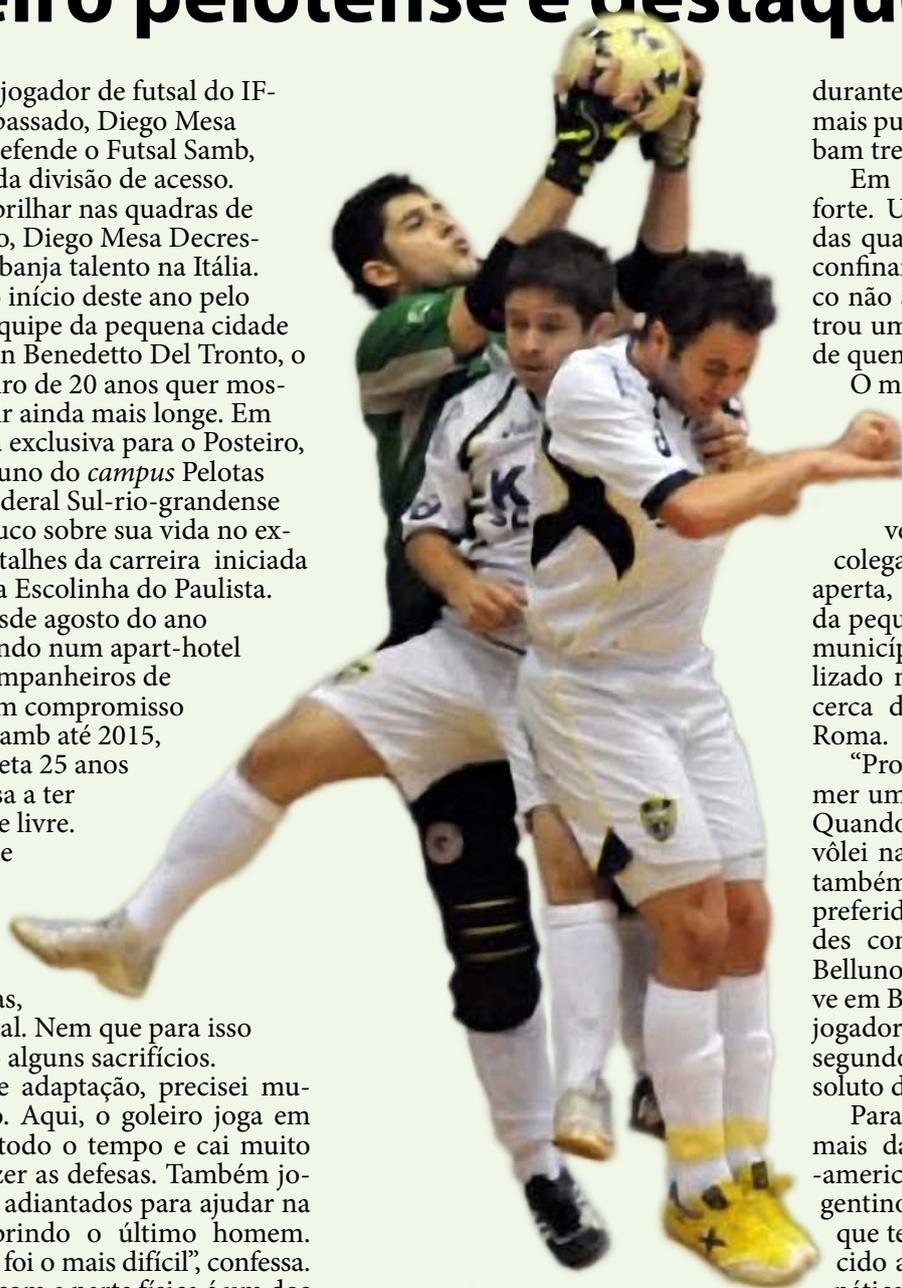 iro pelotense é destaque
jogador de futsal do IF-
passado, Diego Mesa
efende o Futsal Samb,
da divisão de acesso.
brilhar nas quadras de
o, Diego Mesa Decres-
banja talento na Itália.
início deste ano pelo
quipe da pequena cidade
n Benedetto Del Tronto, o
iro de 20 anos quer mos-
ir ainda mais longe. Em
a exclusiva para o Posteiro,
uno do campus Pelotas
deral Sul-rio-grandense
uco sobre sua vida no ex-
talhes da carreira iniciada
a Escolinha do Paulista.
sde agosto do ano
ndo num apart-hotel
mpanheiros de
m compromisso
amb até 2015,
eta 25 anos
sa a ter
e livre.
e
as,
al. Nem que para isso
alguns sacrifícios.
e adaptação, precisei mu-
o. Aqui, o goleiro joga em
todo o tempo e cai muito
zer as defesas. Também jo-
adiantados para ajudar na
brindo o último homem.
foi o mais difícil”, confessa.
K
durante
mais pu
bam tre
Em
forte. U
das qua
confina
co não
trou um
de quen
O m
ve
colega
aperta,
da pequ
municíp
lizado n
cerca d
Roma.
“Pro
mer um
Quando
vôlei na
também
preferid
des con
Belluno
ve em B
jogador
segundo
soluto d
Para
mais da
-americ
gentino
que te
cido a